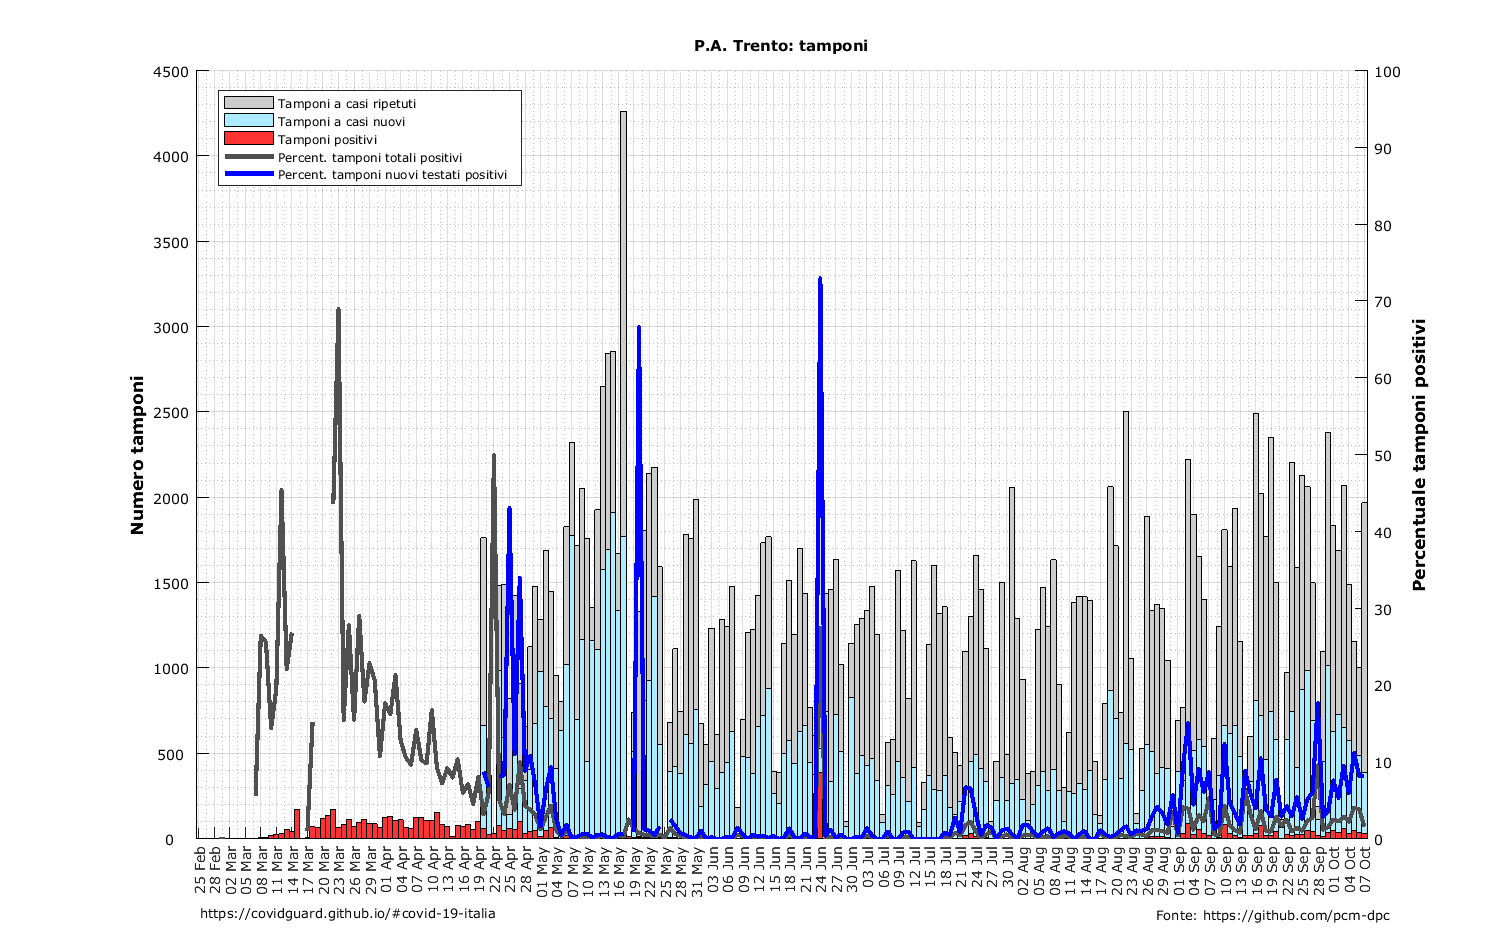 P.A. Trento: tamponi
4500
4000
3500
3000
2500
2000
1500
1000
500
0
Numero tamponi
Tamponi a casi ripetuti
Tamponi a casi nuovi
Tamponi positivi
Percent. tamponi totali positivi
Percent. tamponi nuovi testati positivi
100
90
80
70
60
50
40
30
20
10
0
Percentuale tamponi positivi
25 Feb
28 Feb
02 Mar
05 Mar
08 Mar
11 Mar
14 Mar
17 Mar
20 Mar
23 Mar
26 Mar
29 Mar
01 Apr
04 Apr
07 Apr
10 Apr
13 Apr
16 Apr
19 Apr
22 Apr
25 Apr
28 Apr
01 May
04 May
07 May
10 May
13 May
16 May
19 May
22 May
25 May
28 May
31 May
03 Jun
06 Jun
09 Jun
12 Jun
15 Jun
18 Jun
21 Jun
24 Jun
27 Jun
30 Jun
03 Jul
06 Jul
09 Jul
12 Jul
15 Jul
18 Jul
21 Jul
24 Jul
27 Jul
30 Jul
02 Aug
05 Aug
08 Aug
11 Aug
14 Aug
17 Aug
20 Aug
23 Aug
26 Aug
29 Aug
01 Sep
04 Sep
07 Sep
10 Sep
13 Sep
16 Sep
19 Sep
22 Sep
25 Sep
28 Sep
01 Oct
04 Oct
07 Oct
https://covidguard.github.io/#covid-19-italia
Fonte: https://github.com/pcm-dpc